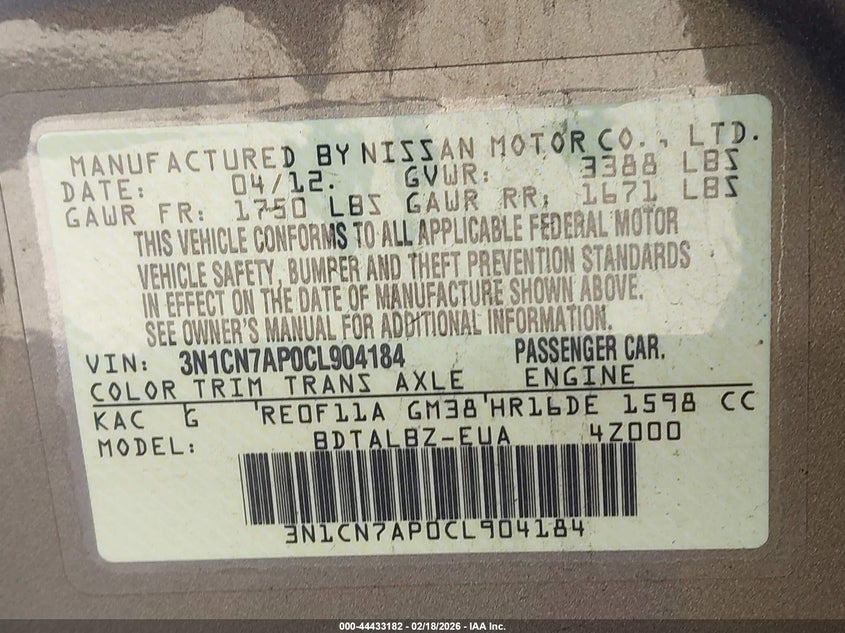 MANUFACTURED BY NISSAN MOTOR CO., LTD.
DATE: 04/12. GVWR: 3388 LBS
GAWR FR: 1750 LBS GAWR RR: 1671 LBS
THIS VEHICLE CONFORMS TO ALL APPLICABLE FEDERAL MOTOR
VEHICLE SAFETY, BUMPER AND THEFT PREVENTION STANDARDS
IN EFFECT ON THE DATE OF MANUFACTURE SHOWN ABOVE.
SEE OWNER'S MANUAL FOR ADDITIONAL INFORMATION.
VIN: 3N1CN7AP0CL904184 PASSENGER CAR.
COLOR TRIM TRANS AXLE ENGINE
KAC G RE0F11A GM38 HR16DE 1598 CC
MODEL: BDTALBZ-EUA 4Z000
3N1CN7AP0CL904184
000-44433182 - 02/18/2026 - IAA Inc.